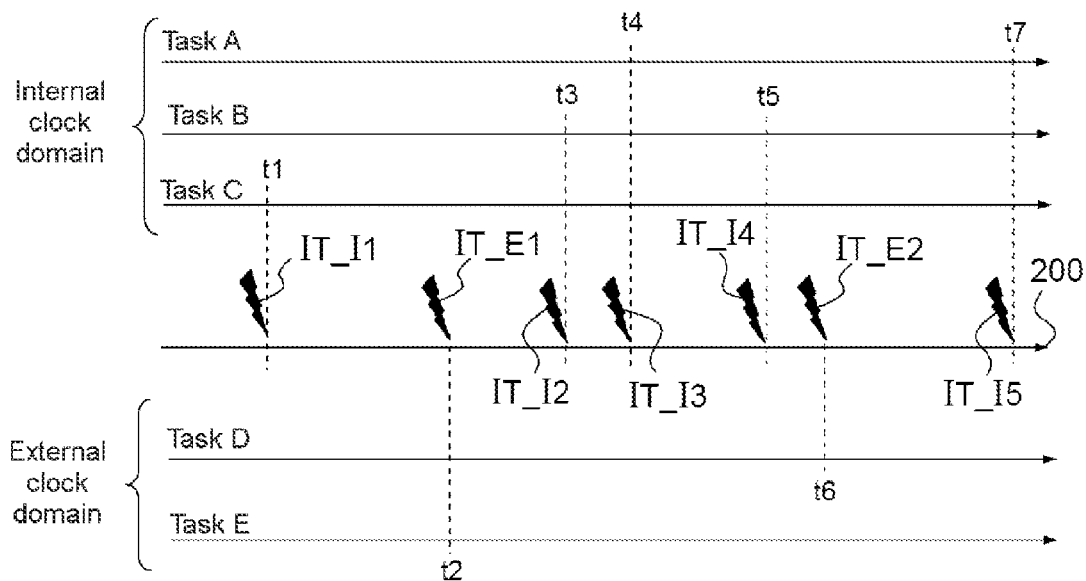 t4
t7
Task A
Internal
clock
domain
t3
t5
Task B
t1
Task C
IT_I1
IT_E1
IT_I4
IT_E2
200
IT_I2
IT_I3
IT_I5
External
clock
domain
Task D
t6
Task E
t2